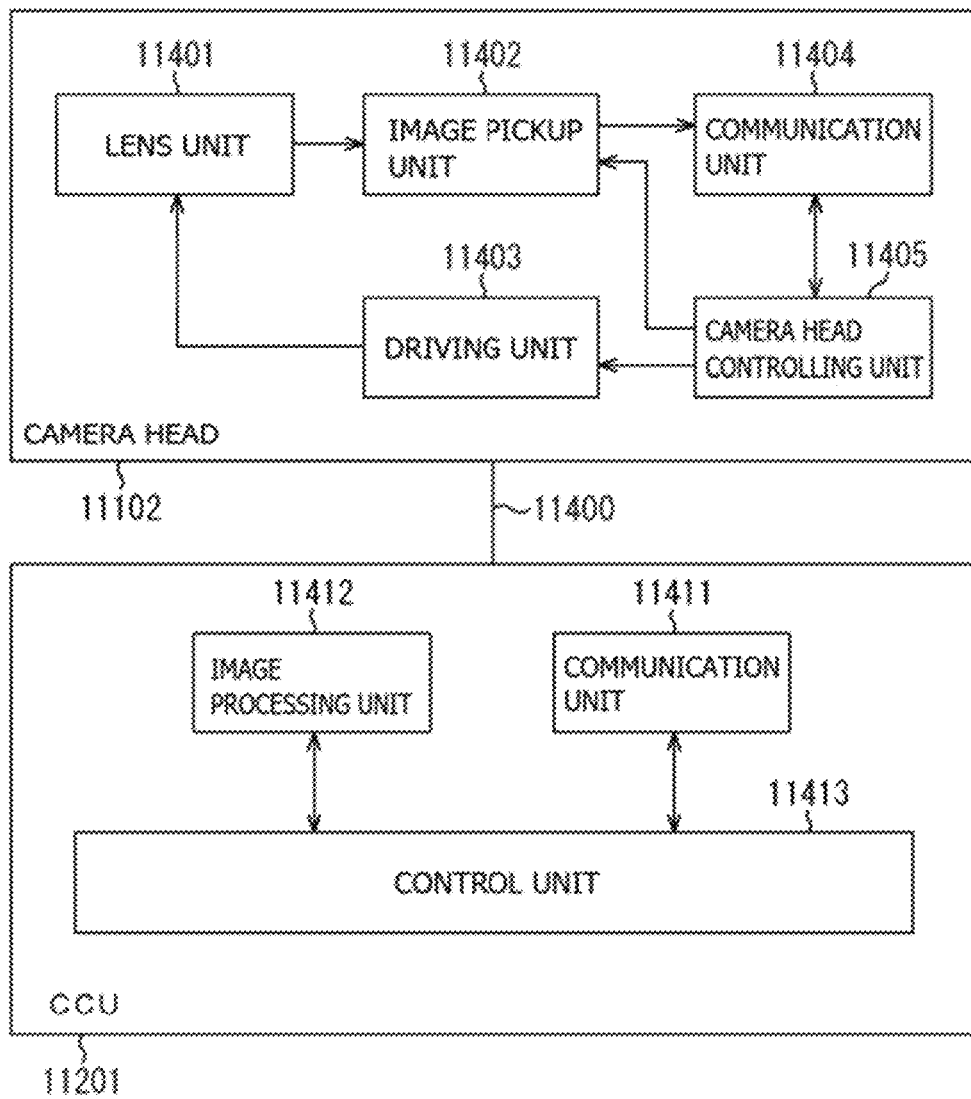 11401
11402
11404
LENS UNIT
IMAGE PICKUP
UNIT
COMMUNICATION
UNIT
11403
11405
DRIVING UNIT
CAMERA HEAD
CONTROLLING UNIT
CAMERA HEAD
11102
11400
11412
11411
IMAGE
PROCESSING UNIT
COMMUNICATION
UNIT
11413
CONTROL UNIT
CCU
11201